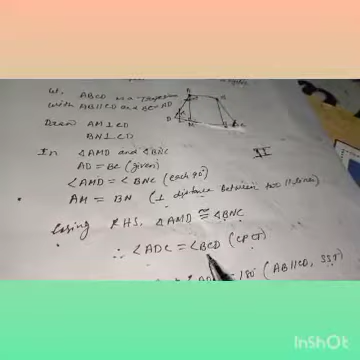 Let. ABCD is a Trapezium
with AB||CD and BC = AD
A B
Draw AM⊥CD
BN⊥CD
D M N C
In △AMD and △BNC
AD = BC (given)
∠AMD = ∠BNC (each 90°)
AM = BN (⊥ distance between two || lines)
Using RHS, △AMD ≅ △BNC
∴ ∠ADC = ∠BCD (CPCT)
180° (AB||CD,
InShOt